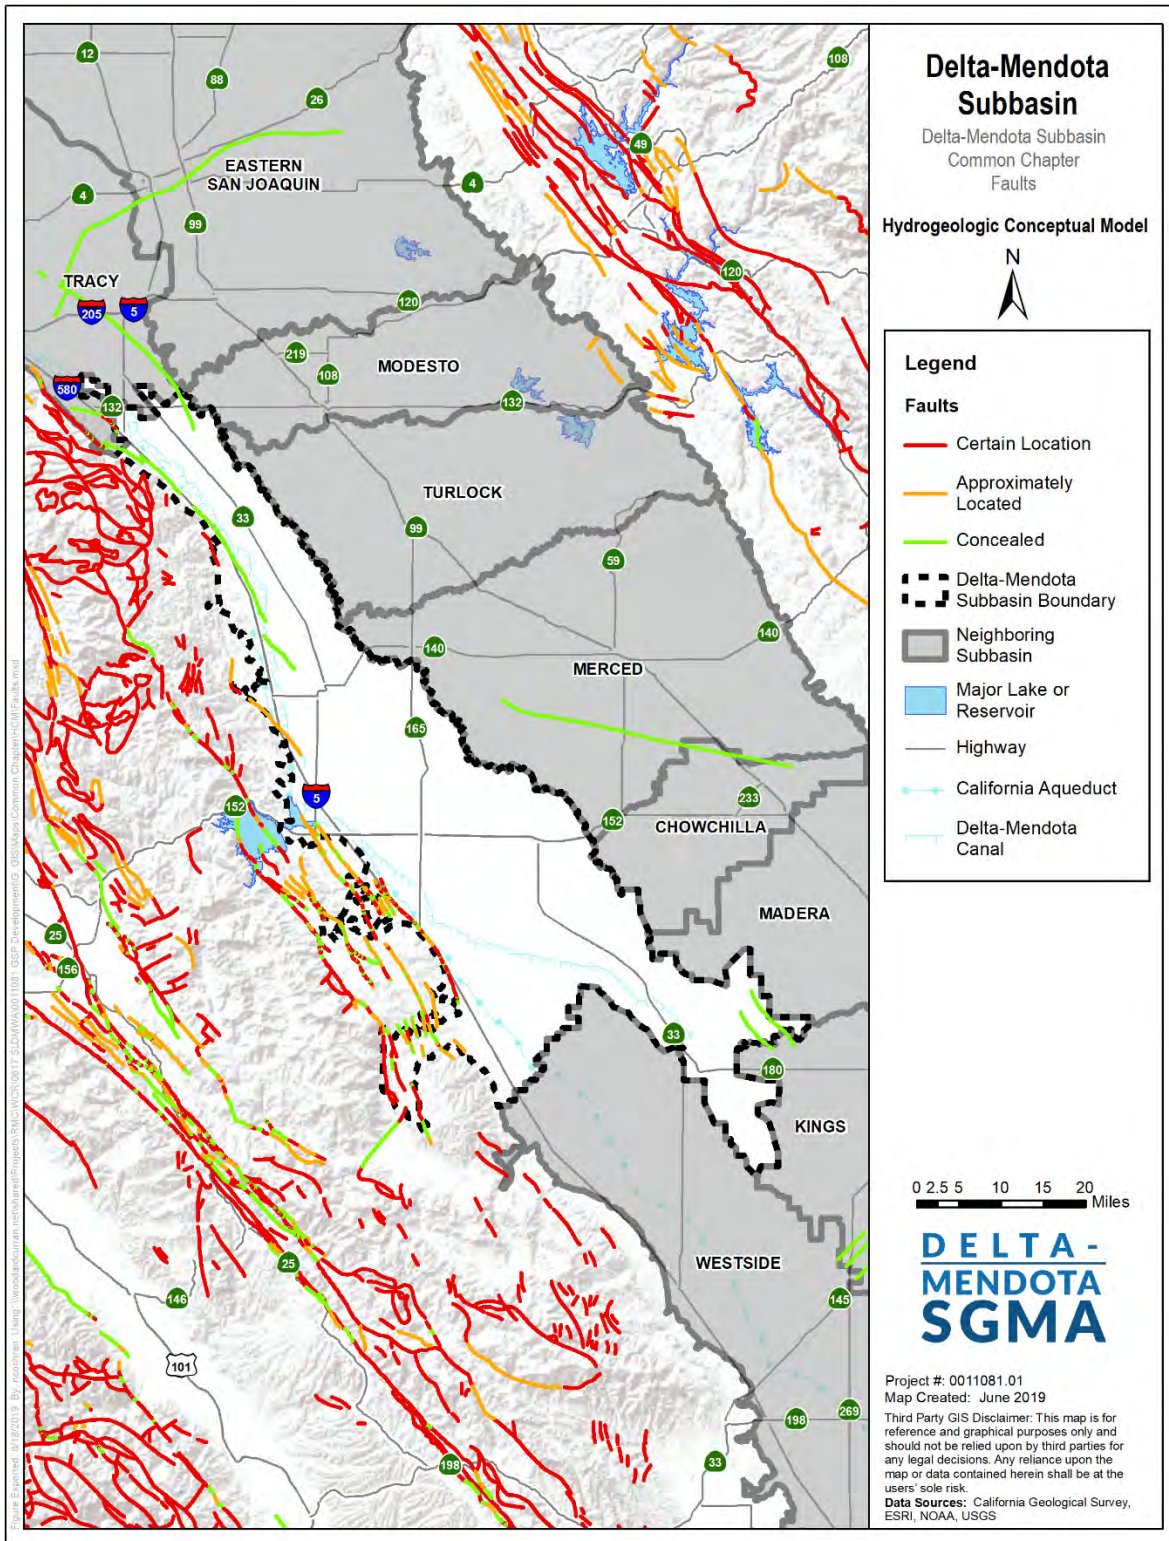 Delta-Mendota
Subbasin
Delta-Mendota Subbasin
Common Chapter
Faults
Hydrogeologic Conceptual Model
N
Legend
Faults
Certain Location
Approximately
Located
Concealed
Delta-Mendota
Subbasin Boundary
Neighboring
Subbasin
Major Lake or
Reservoir
Highway
California Aqueduct
Delta-Mendota
Canal
0 2.5 5 10 15 20
Miles
DELTA-
MENDOTA
SGMA
Project #: 0011081.01
Map Created: June 2019
Third Party GIS Disclaimer: This map is for
reference and graphical purposes only and
should not be relied upon by third parties for
any legal decisions. Any reliance upon the
map or data contained herein shall be at the
users' sole risk.
Data Sources: California Geological Survey,
ESRI, NOAA, USGS
12
88
26
108
49
EASTERN
SAN JOAQUIN
4
4
99
120
TRACY
205
5
120
219
108
MODESTO
580
132
132
TURLOCK
33
99
59
140
140
MERCED
165
5
152
152
233
CHOWCHILLA
MADERA
25
156
33
180
KINGS
WESTSIDE
25
146
145
101
198
269
198
33